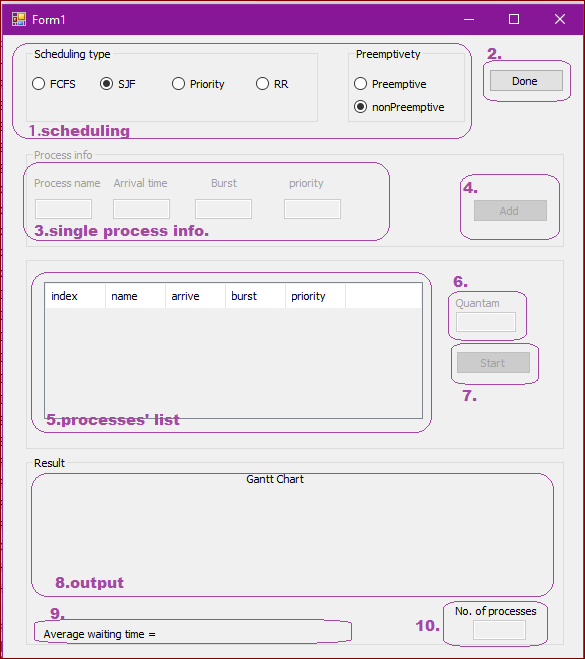 Form1
Scheduling type
Preemptivety
2.
FCFS
SJF
Priority
RR
Preemptive
Done
nonPreemptive
1.scheduling
Process info
Process name
Arrival time
Burst
priority
4.
Add
3.single process info.
index
name
arrive
burst
priority
6.
Quantam
Start
7.
5.processes' list
Result
Gantt Chart
8.output
9.
Average waiting time =
10.
No. of processes